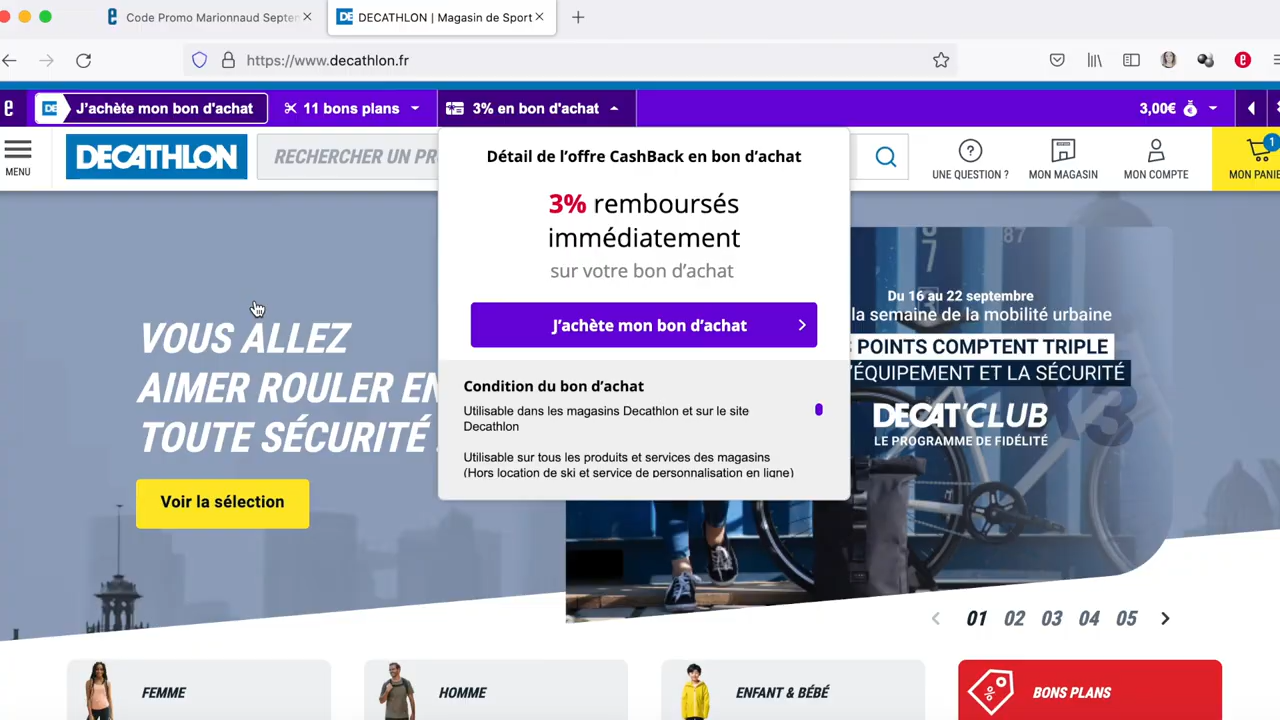 Code Promo Marionnaud Septem
DECATHLON | Magasin de Sport
https://www.decathlon.fr
e
J'achète mon bon d'achat
11 bons plans
3% en bon d'achat
3,00€
e
MENU
DECATHLON
RECHERCHER UN PR
UNE QUESTION ?
MON MAGASIN
MON COMPTE
1
MON PANIE
Détail de l'offre CashBack en bon d'achat
3% remboursés
immédiatement
sur votre bon d'achat
J'achète mon bon d'achat
Condition du bon d'achat
Utilisable dans les magasins Decathlon et sur le site
Decathlon
Utilisable sur tous les produits et services des magasins
(Hors location de ski et service de personnalisation en ligne)
VOUS ALLEZ
AIMER ROULER EN
TOUTE SÉCURITÉ
Voir la sélection
Du 16 au 22 septembre
la semaine de la mobilité urbaine
POINTS COMPTENT TRIPLE
'ÉQUIPEMENT ET LA SÉCURITÉ
DECAT'CLUB
LE PROGRAMME DE FIDÉLITÉ
X3
87
01 02 03 04 05
FEMME
HOMME
ENFANT & BÉBÉ
BONS PLANS